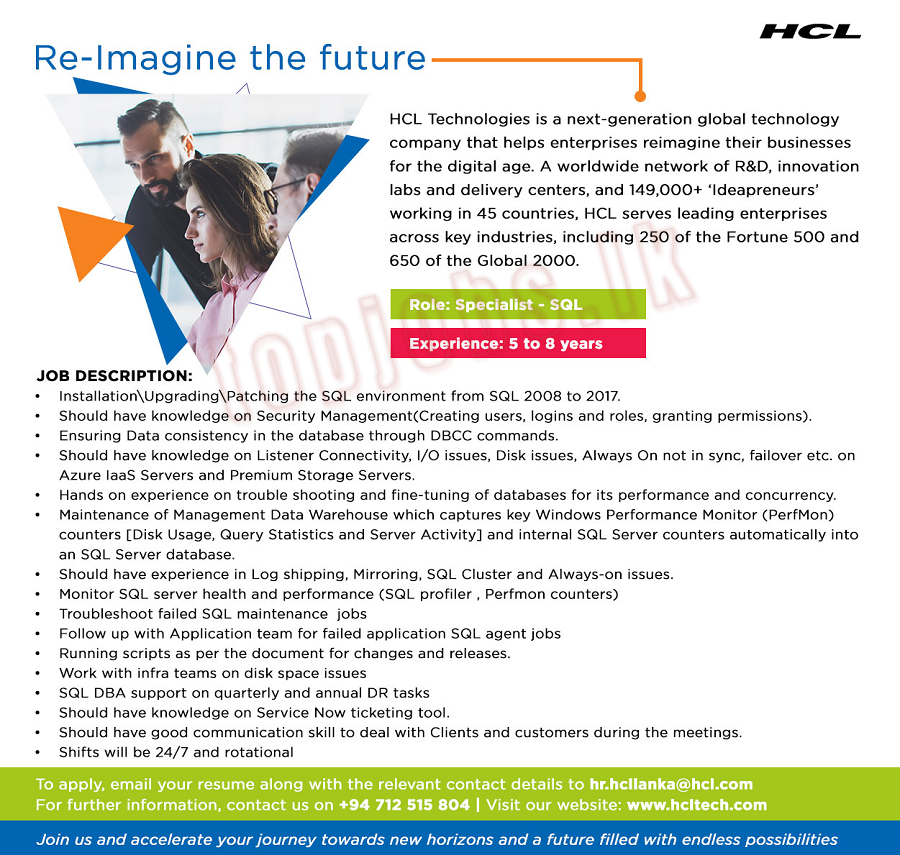 HCL
Re-Imagine the future
HCL Technologies is a next-generation global technology
company that helps enterprises reimagine their businesses
for the digital age. A worldwide network of R&D, innovation
labs and delivery centers, and 149,000+ ‘Ideapreneurs’
working in 45 countries, HCL serves leading enterprises
across key industries, including 250 of the Fortune 500 and
650 of the Global 2000.
Role: Specialist - SQL
Experience: 5 to 8 years
topjobs.lk
JOB DESCRIPTION:
• Installation\Upgrading\Patching the SQL environment from SQL 2008 to 2017.
• Should have knowledge on Security Management(Creating users, logins and roles, granting permissions).
• Ensuring Data consistency in the database through DBCC commands.
• Should have knowledge on Listener Connectivity, I/O issues, Disk issues, Always On not in sync, failover etc. on
Azure IaaS Servers and Premium Storage Servers.
• Hands on experience on trouble shooting and fine-tuning of databases for its performance and concurrency.
• Maintenance of Management Data Warehouse which captures key Windows Performance Monitor (PerfMon)
counters [Disk Usage, Query Statistics and Server Activity] and internal SQL Server counters automatically into
an SQL Server database.
• Should have experience in Log shipping, Mirroring, SQL Cluster and Always-on issues.
• Monitor SQL server health and performance (SQL profiler , Perfmon counters)
• Troubleshoot failed SQL maintenance  jobs
• Follow up with Application team for failed application SQL agent jobs
• Running scripts as per the document for changes and releases.
• Work with infra teams on disk space issues
• SQL DBA support on quarterly and annual DR tasks
• Should have knowledge on Service Now ticketing tool.
• Should have good communication skill to deal with Clients and customers during the meetings.
• Shifts will be 24/7 and rotational
To apply, email your resume along with the relevant contact details to hr.hcllanka@hcl.com
For further information, contact us on +94 712 515 804 | Visit our website: www.hcltech.com
Join us and accelerate your journey towards new horizons and a future filled with endless possibilities